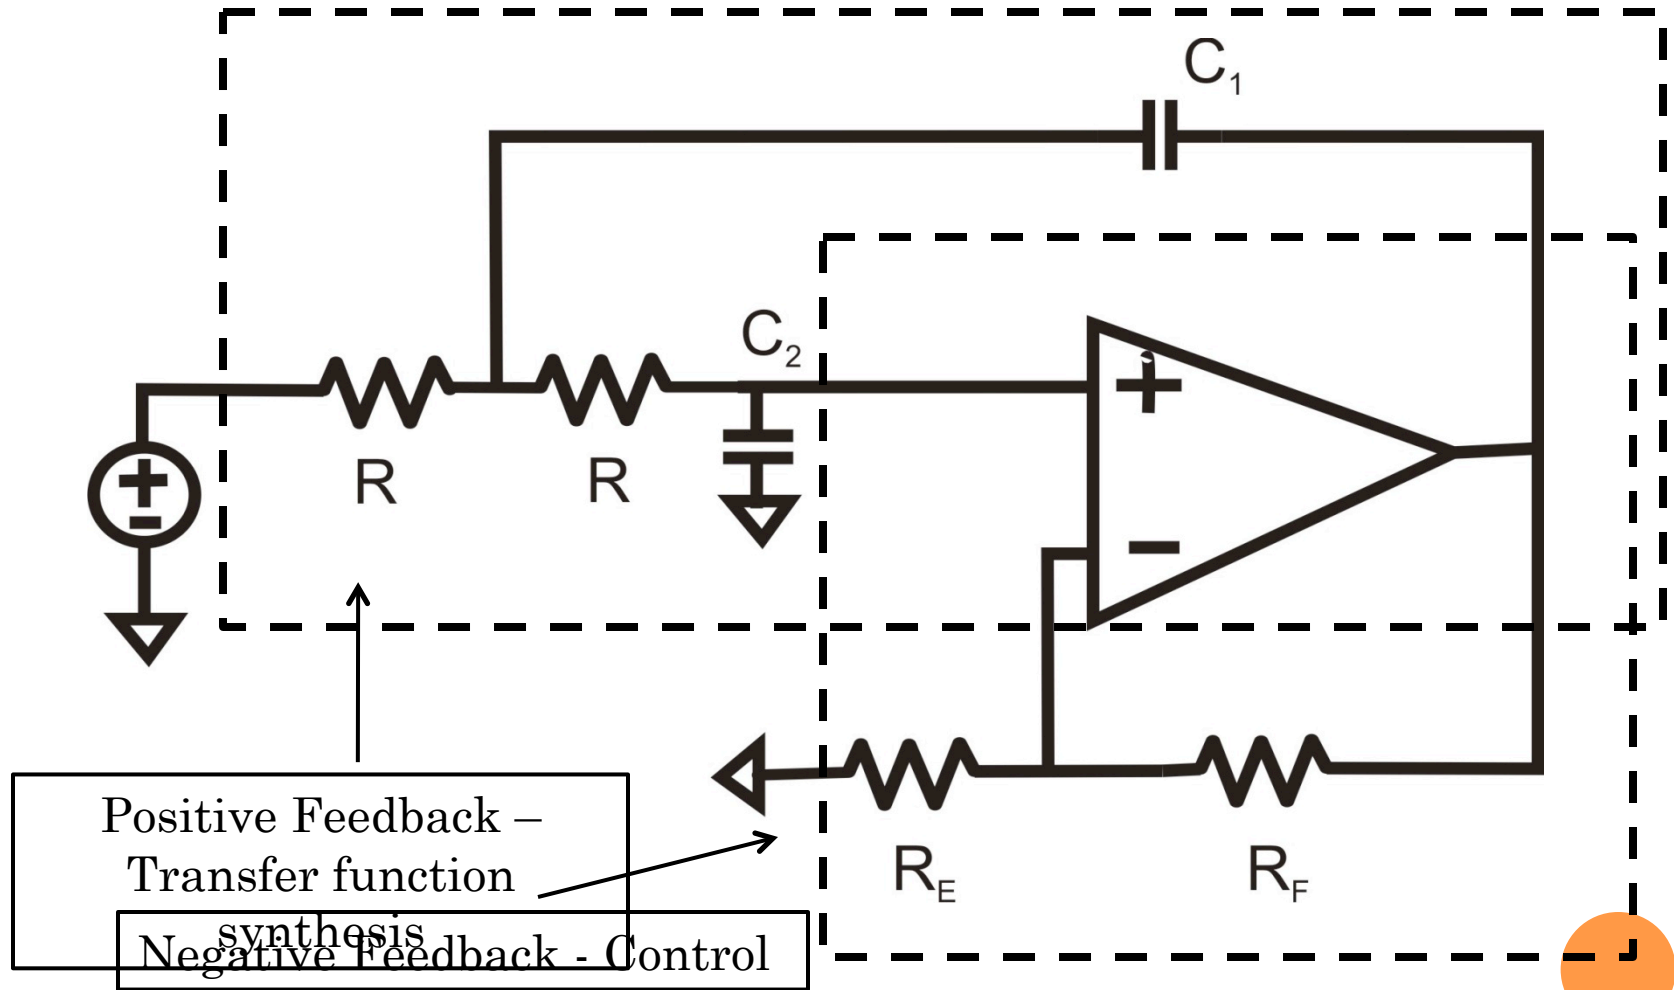 C1
C2
+
R
R
+
-
−
RE
RF
Positive Feedback –
Transfer function
synthesis
Negative Feedback - Control